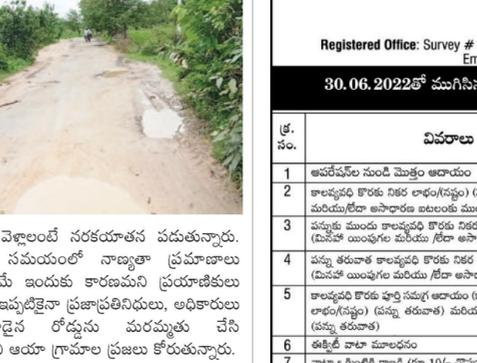 వెళ్లాలంటే నరకయాతన పడుతున్నారు.
సమయంలో నాణ్యతా ప్రమాణాలు
మే ఇందుకు కారణమని ప్రయాణికులు
ఇప్పటికైనా ప్రజాప్రతినిధులు, అధికారులు
డైన రోడ్డును మరమ్మతు చేసి
ఆయా గ్రామాల ప్రజలు కోరుతున్నారు.
Registered Office: Survey #
Em
30.06.2022తో ముగిసిన
క్ర.
సం.
వివరాలు
1 ఆపరేషన్‌ల నుండి మొత్తం ఆదాయం
2 కాలవ్యవధి కొరకు నికర లాభం/(నష్టం)
మరియు/లేదా అసాధారణ ఐటలంకు ముం
3 పన్నుకు ముందు కాలవ్యవధి కొరకు నికర
(మినహా యింపుగల మరియు /లేదా అసా
4 పన్ను తరువాత కాలవ్యవధి కొరకు నికర
(మినహా యింపుగల మరియు /లేదా అసా
5 కాలవ్యవధి కొరకు పూర్తి సమగ్ర ఆదాయం
లాభం/(నష్టం) (పన్ను తరువాత) మరియు
(పన్ను తరువాత)
6 ఈక్విటీ వాటా మూలధనం
7